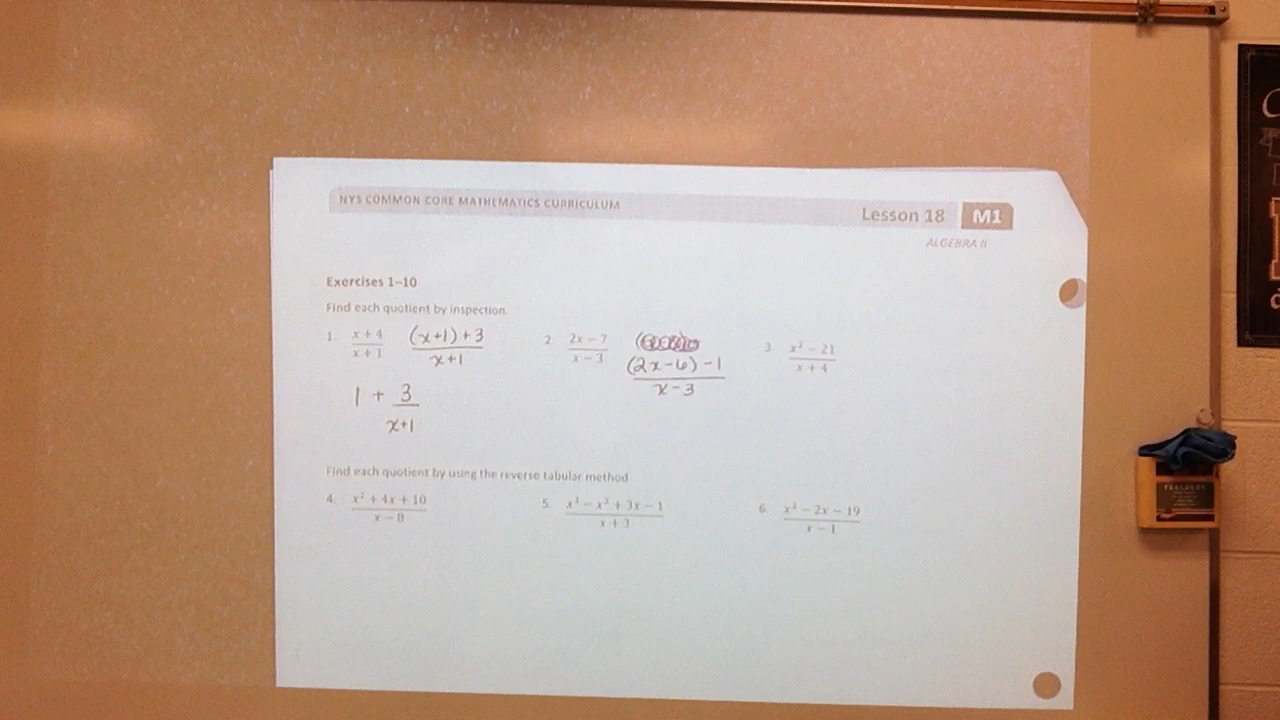 NYS COMMON CORE MATHEMATICS CURRICULUM
Lesson 18 M1
ALGEBRA II
Exercises 1–10
Find each quotient by inspection.
1. (x + 4)/(x + 1) ((x+1)+3)/(x+1)
1 + 3/(x+1)
2. (2x − 7)/(x − 3)
((2x−6)−1)/(x−3)
3. (x² − 21)/(x + 4)
Find each quotient by using the reverse tabular method.
4. (x² + 4x + 10)/(x − 8)
5. (x³ − x² + 3x − 1)/(x + 3)
6. (x² − 2x − 19)/(x − 1)